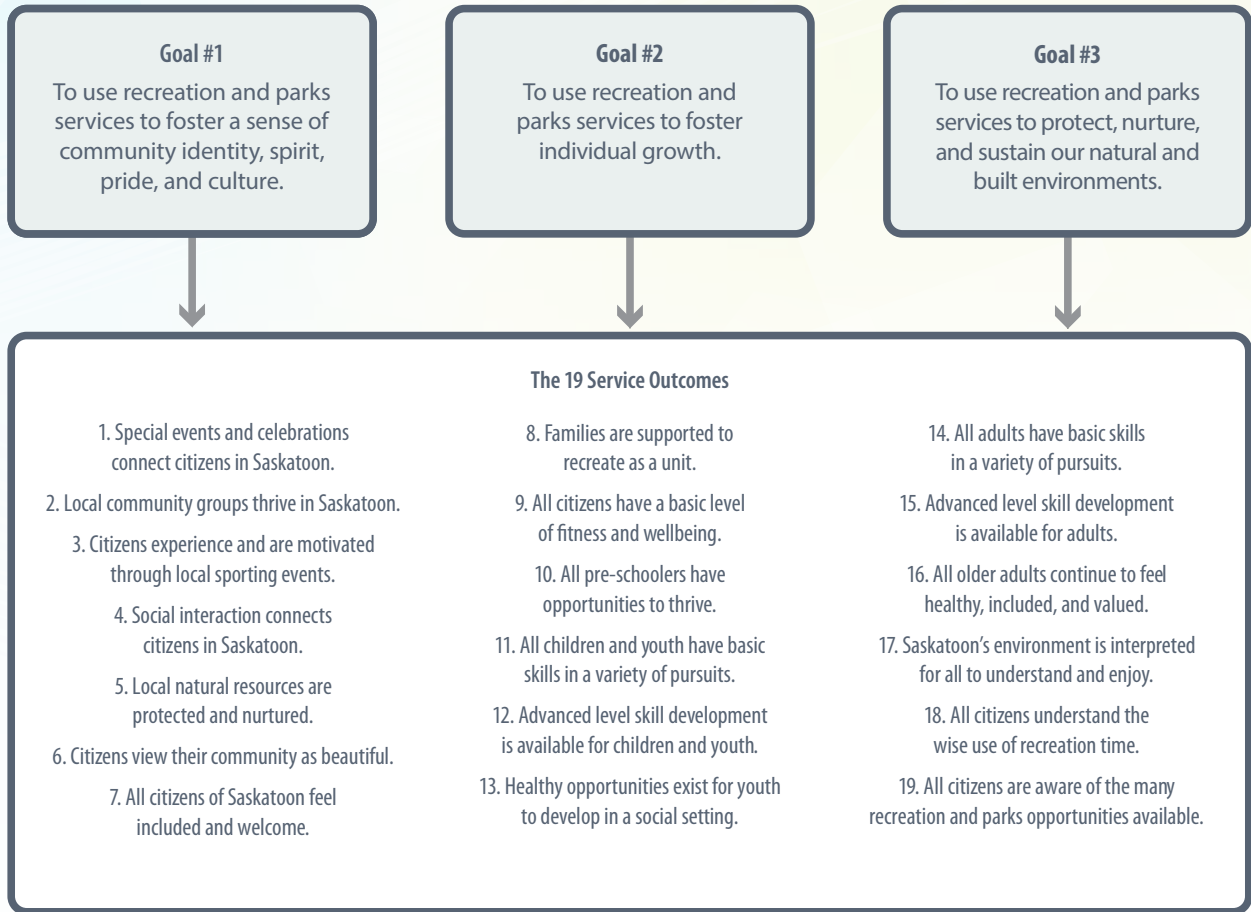 Goal #1
To use recreation and parks
services to foster a sense of
community identity, spirit,
pride, and culture.
Goal #2
To use recreation and
parks services to foster
individual growth.
Goal #3
To use recreation and parks
services to protect, nurture,
and sustain our natural and
built environments.
The 19 Service Outcomes
1. Special events and celebrations
connect citizens in Saskatoon.
2. Local community groups thrive in Saskatoon.
3. Citizens experience and are motivated
through local sporting events.
4. Social interaction connects
citizens in Saskatoon.
5. Local natural resources are
protected and nurtured.
6. Citizens view their community as beautiful.
7. All citizens of Saskatoon feel
included and welcome.
8. Families are supported to
recreate as a unit.
9. All citizens have a basic level
of fitness and wellbeing.
10. All pre-schoolers have
opportunities to thrive.
11. All children and youth have basic
skills in a variety of pursuits.
12. Advanced level skill development
is available for children and youth.
13. Healthy opportunities exist for youth
to develop in a social setting.
14. All adults have basic skills
in a variety of pursuits.
15. Advanced level skill development
is available for adults.
16. All older adults continue to feel
healthy, included, and valued.
17. Saskatoon's environment is interpreted
for all to understand and enjoy.
18. All citizens understand the
wise use of recreation time.
19. All citizens are aware of the many
recreation and parks opportunities available.